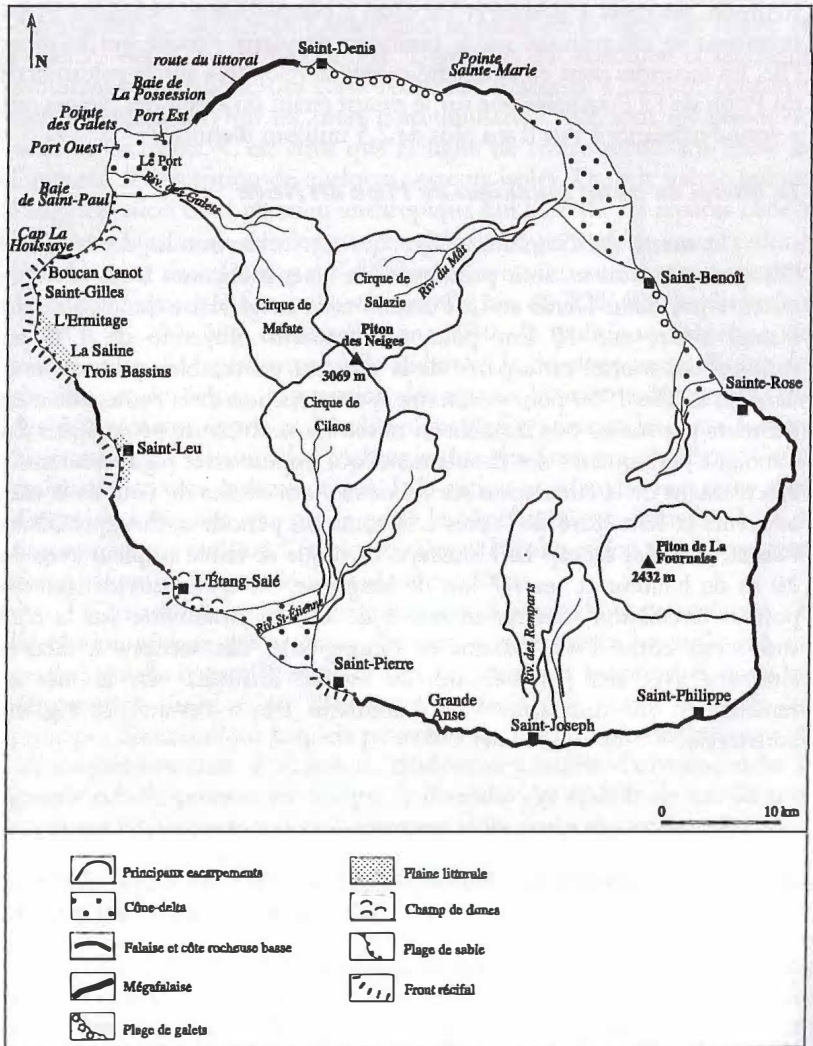 N
route du littoral
Saint-Denis
Pointe
Sainte-Marie
Baie de
La Possession
Port Est
Pointe
des Galets
Port Ouest
Le Port
Riv. des Galets
Baie
de Saint-Paul
Cap La
Houssaye
Boucan Canot
Saint-Gilles
L'Ermitage
La Saline
Trois Bassins
Cirque de
Mafate
Cirque de
Salazie
Riv. du Mât
Saint-Benoît
Piton
des Neiges
3069 m
Cirque de
Cilaos
Sainte-Rose
Saint-Leu
Piton de La
Fournaise
2432 m
L'Étang-Salé
Riv. St-Étienne
Riv. des Remparts
Saint-Pierre
Grande
Anse
Saint-Joseph
Saint-Philippe
0 10 km
Principaux escarpements
Plaine littorale
Cône-delta
Champ de dunes
Falaise et côte rocheuse basse
Plage de sable
Mégafalaise
Front récifal
Plage de galets